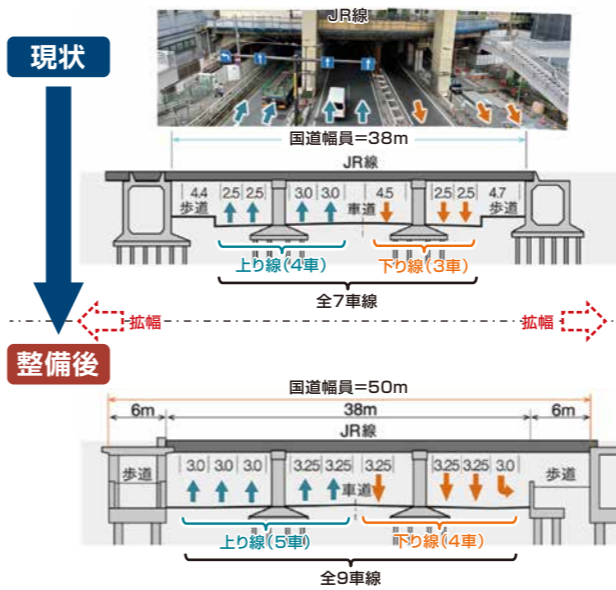 JR線
現状
国道幅員=38m
JR線
4.4 2.5 2.5 3.0 3.0 4.5 2.5 2.5 4.7
歩道 車道 歩道
上り線(4車) 下り線(3車)
全7車線
拡幅 拡幅
整備後
国道幅員=50m
6m 38m 6m
JR線
歩道 3.0 3.0 3.0 3.25 3.25 3.25 3.25 3.25 3.0 歩道
車道
上り線(5車) 下り線(4車)
全9車線